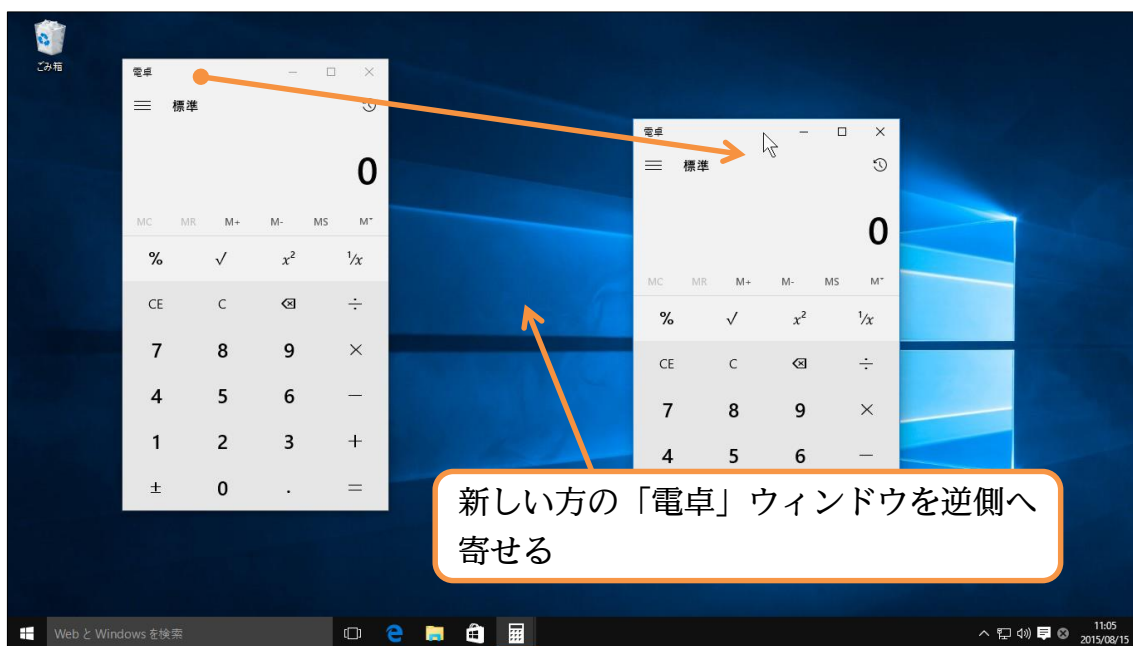 ごみ箱
電卓
標準
0
MC MR M+ M- MS M˅
% √ x² ¹/x
CE C ⌫ ÷
7 8 9 ×
4 5 6 −
1 2 3 +
± 0 . =
電卓
標準
0
MC MR M+ M- MS M˅
% √ x² ¹/x
CE C ⌫ ÷
7 8 9 ×
4 5 6 −
新しい方の「電卓」ウィンドウを逆側へ
寄せる
Web と Windows を検索
11:05
2015/08/15